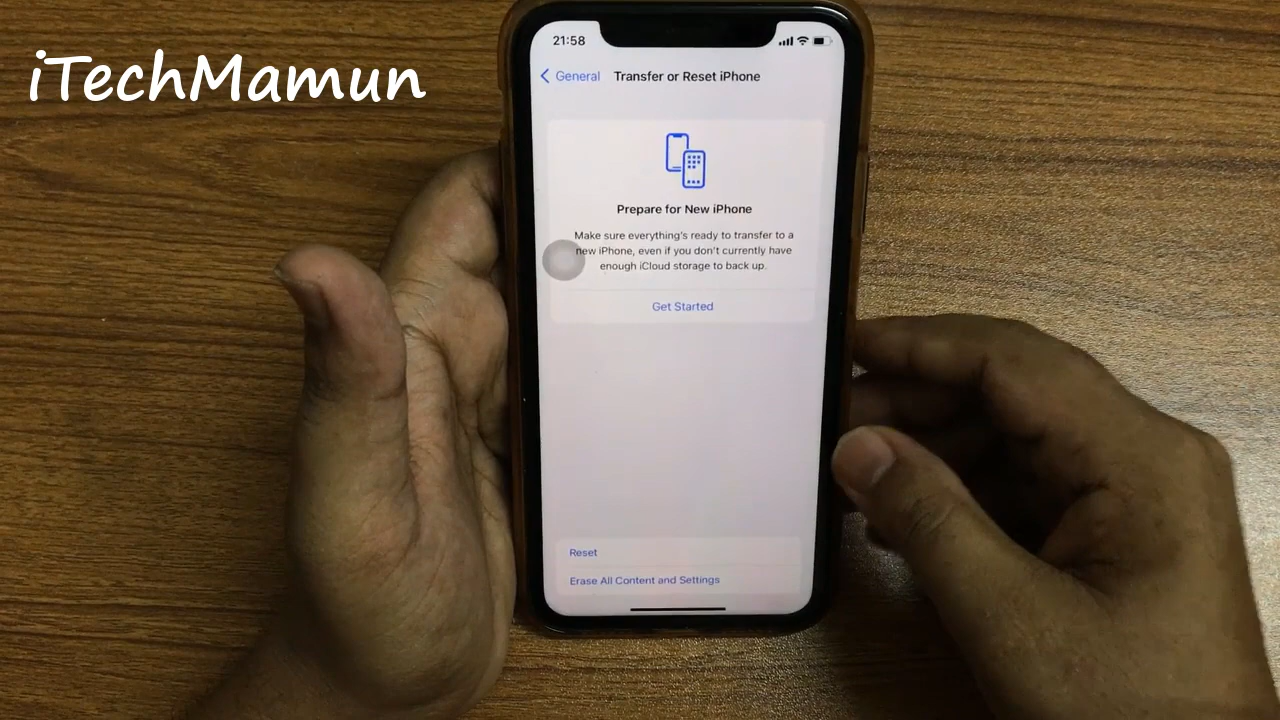 iTechMamun
21:58
General Transfer or Reset iPhone
Prepare for New iPhone
Make sure everything's ready to transfer to a
new iPhone, even if you don't currently have
enough iCloud storage to back up.
Get Started
Reset
Erase All Content and Settings